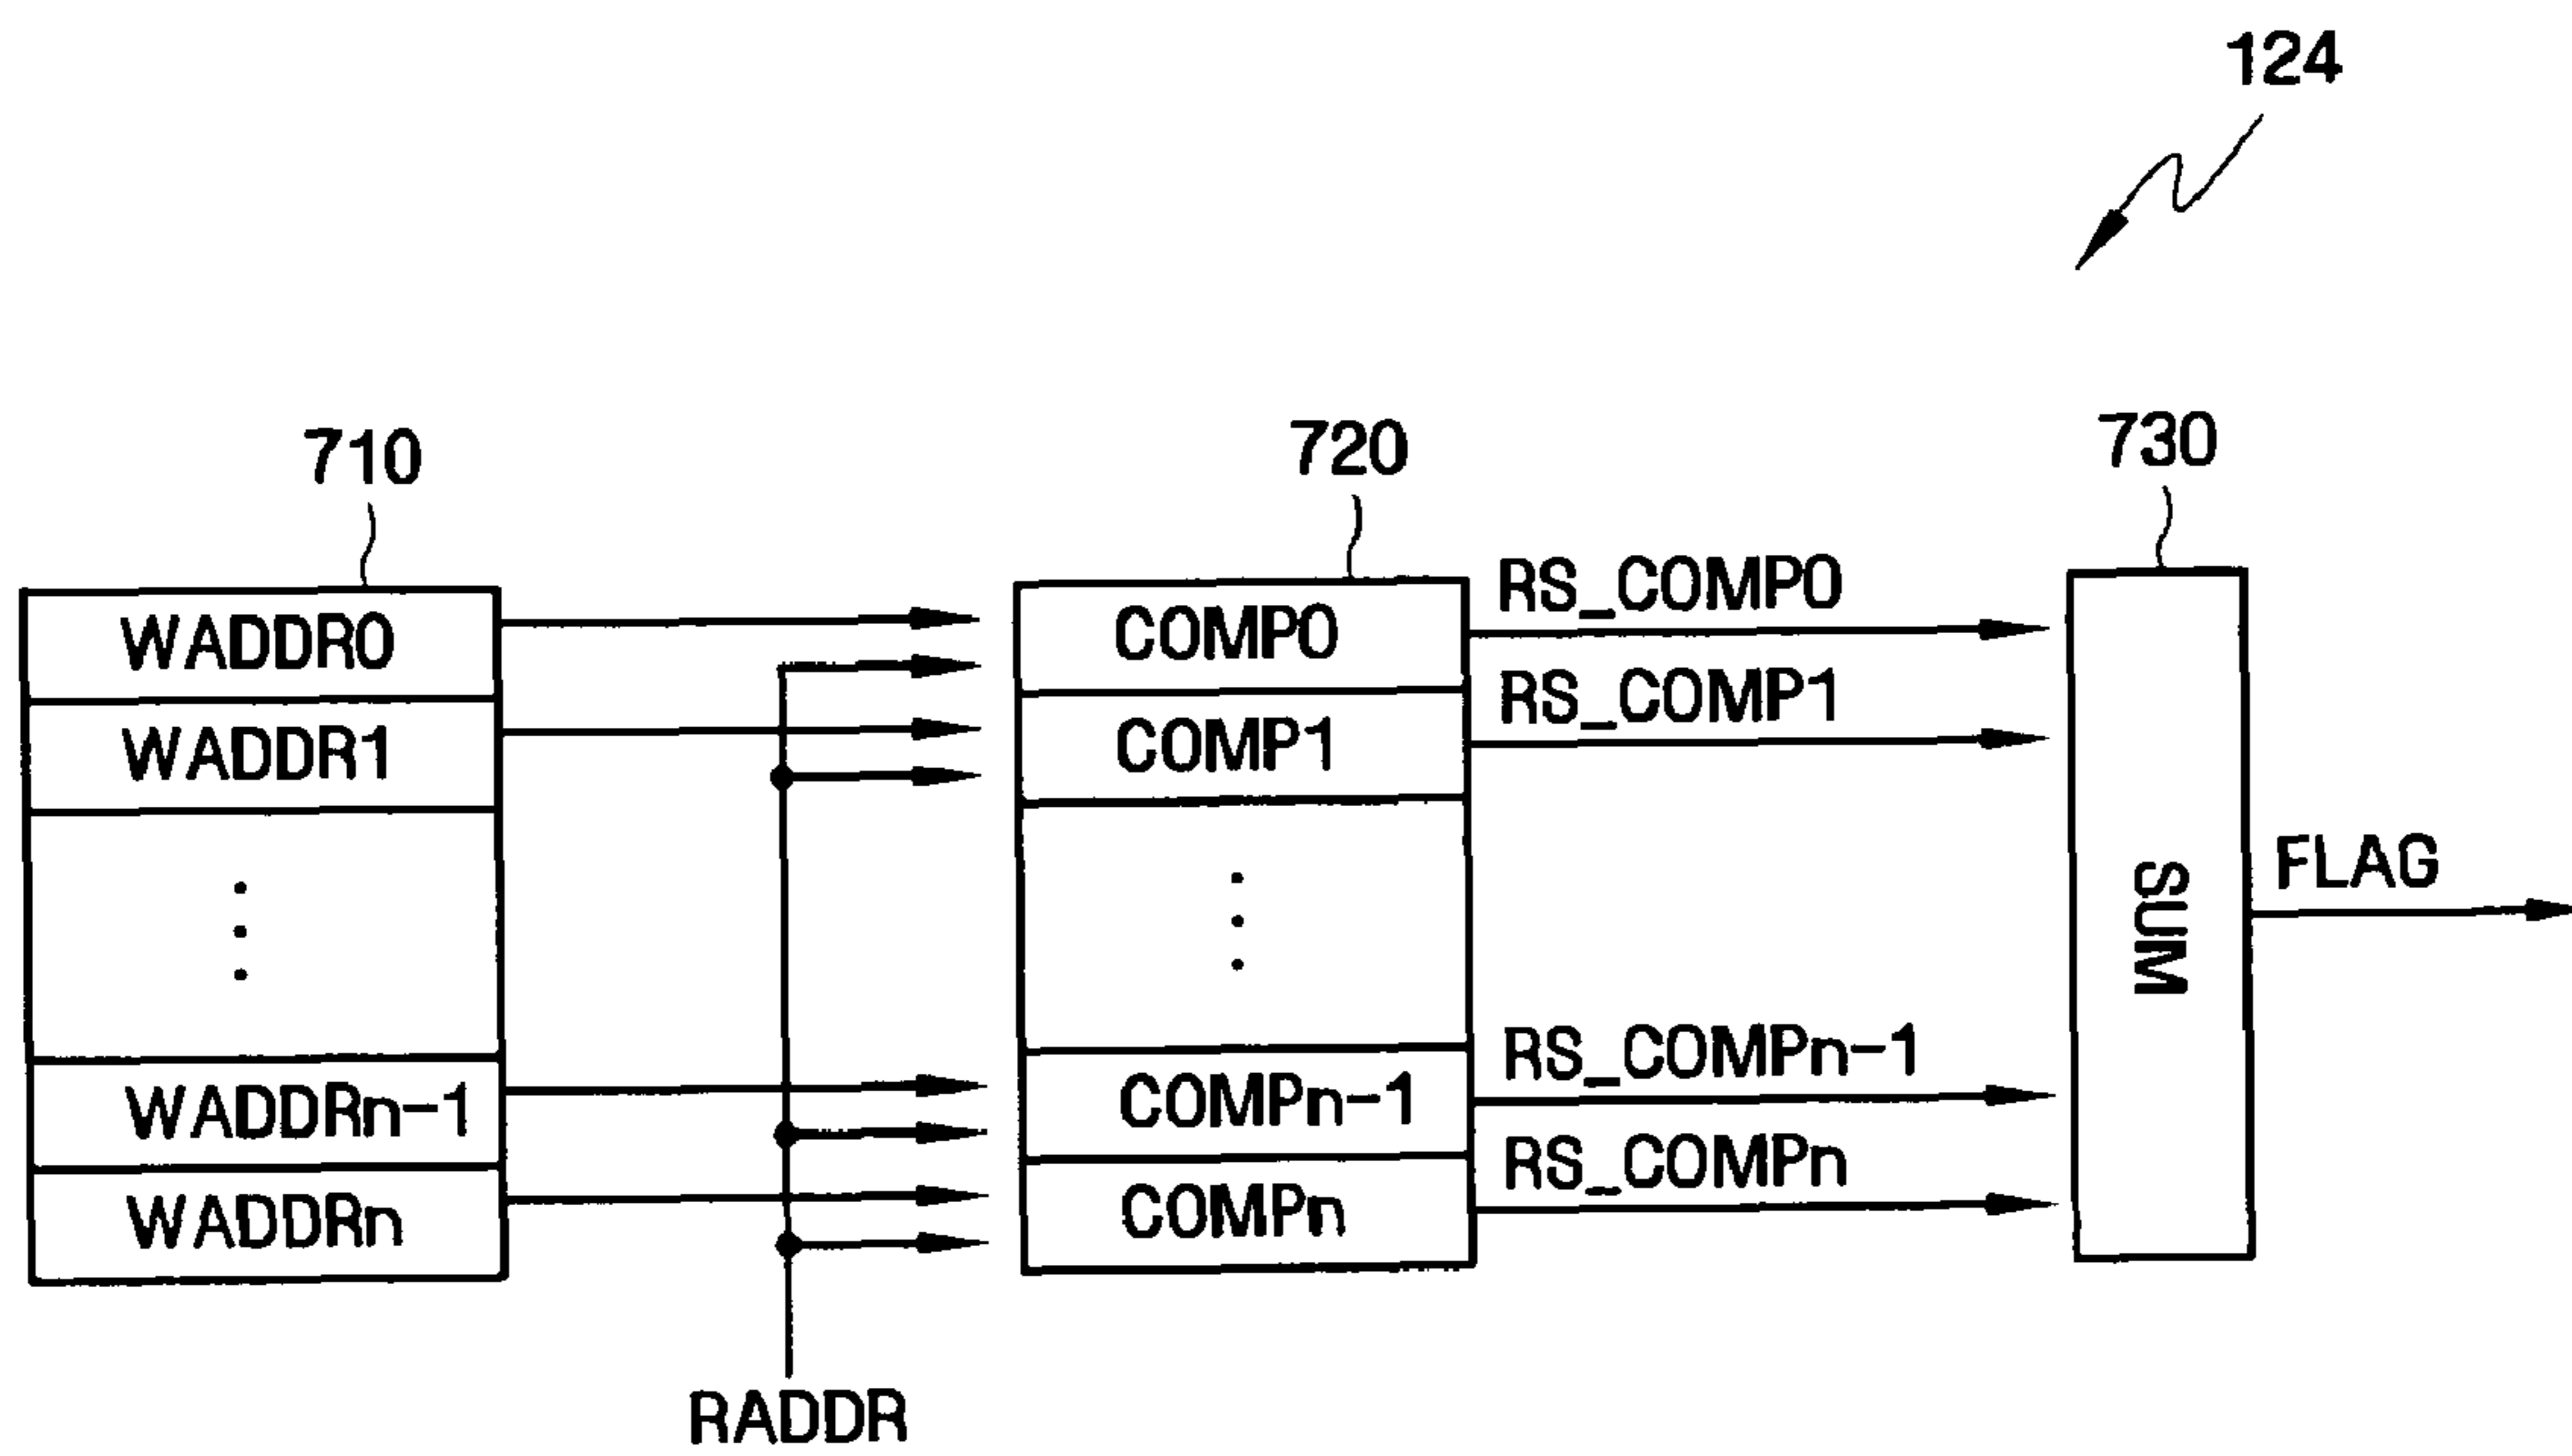 124
710
720
730
WADDR0
WADDR1
WADDRn-1
WADDRn
RADDR
COMP0
COMP1
COMPn-1
COMPn
RS_COMP0
RS_COMP1
RS_COMPn-1
RS_COMPn
SUM
FLAG